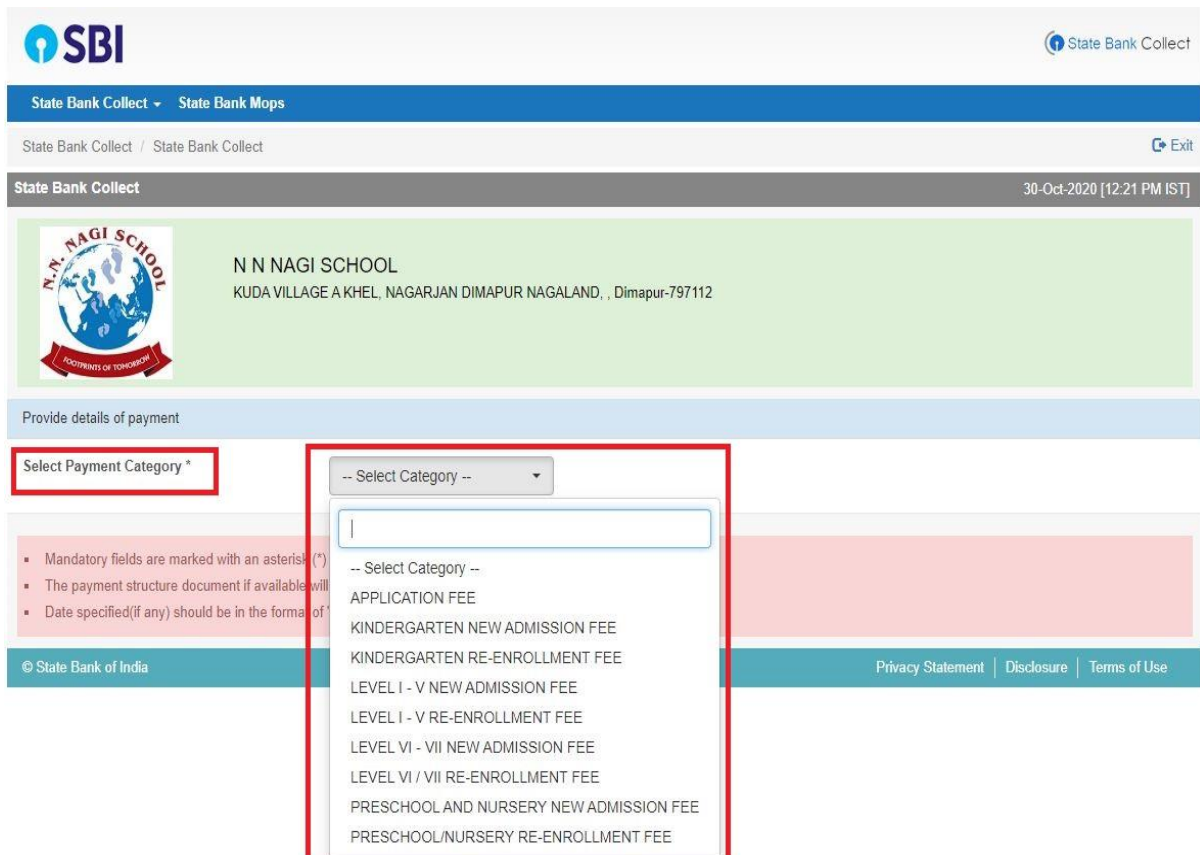 SBI
State Bank Collect
State Bank Collect State Bank Mops
State Bank Collect / State Bank Collect Exit
State Bank Collect 30-Oct-2020 [12:21 PM IST]
N.N. NAGI SCHOOL
FOOTPRINTS OF TOMORROW
N N NAGI SCHOOL
KUDA VILLAGE A KHEL, NAGARJAN DIMAPUR NAGALAND, , Dimapur-797112
Provide details of payment
Select Payment Category *
-- Select Category --
Mandatory fields are marked with an asterisk (*)
The payment structure document if available will
Date specified(if any) should be in the format of '
-- Select Category --
APPLICATION FEE
KINDERGARTEN NEW ADMISSION FEE
KINDERGARTEN RE-ENROLLMENT FEE
LEVEL I - V NEW ADMISSION FEE
LEVEL I - V RE-ENROLLMENT FEE
LEVEL VI - VII NEW ADMISSION FEE
LEVEL VI / VII RE-ENROLLMENT FEE
PRESCHOOL AND NURSERY NEW ADMISSION FEE
PRESCHOOL/NURSERY RE-ENROLLMENT FEE
© State Bank of India Privacy Statement | Disclosure | Terms of Use